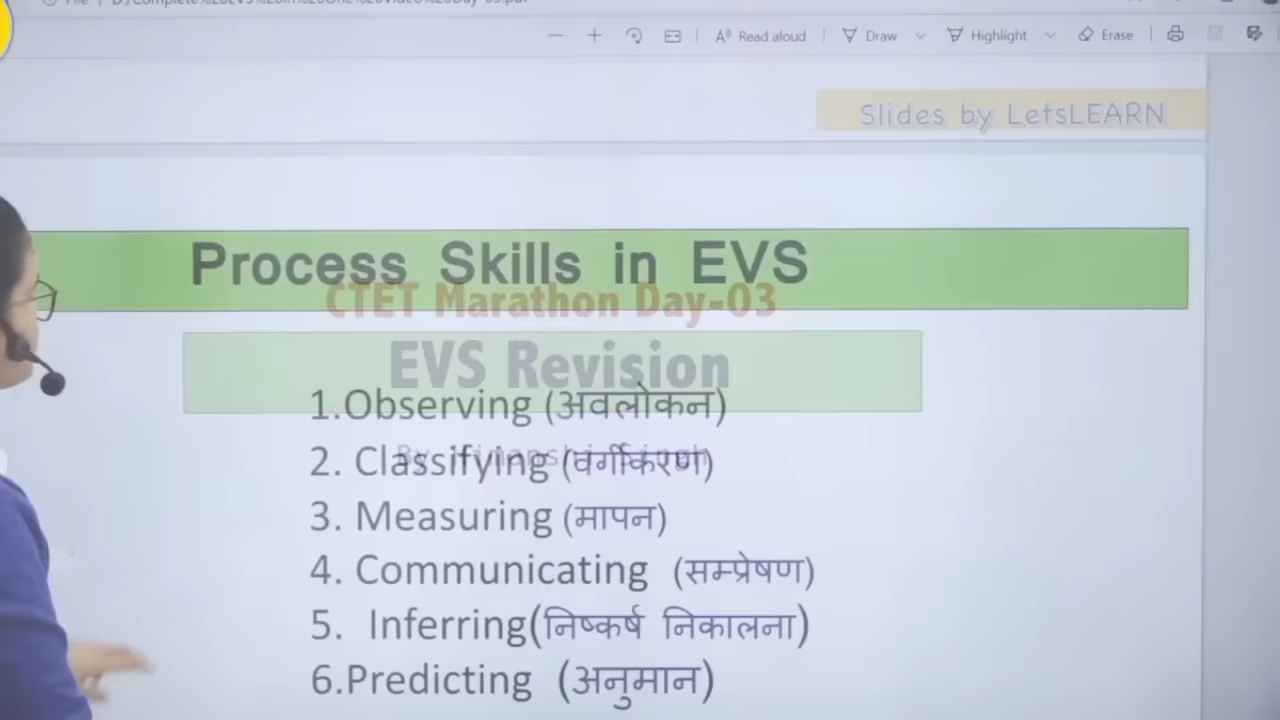 Read aloud
Draw
Highlight
Erase
Slides by LetsLEARN
Process Skills in EVS
CTET Marathon Day-03
EVS Revision
1.Observing (अवलोकन)
2. Classifying (वर्गीकरण)
3. Measuring (मापन)
4. Communicating (सम्प्रेषण)
5. Inferring(निष्कर्ष निकालना)
6.Predicting (अनुमान)